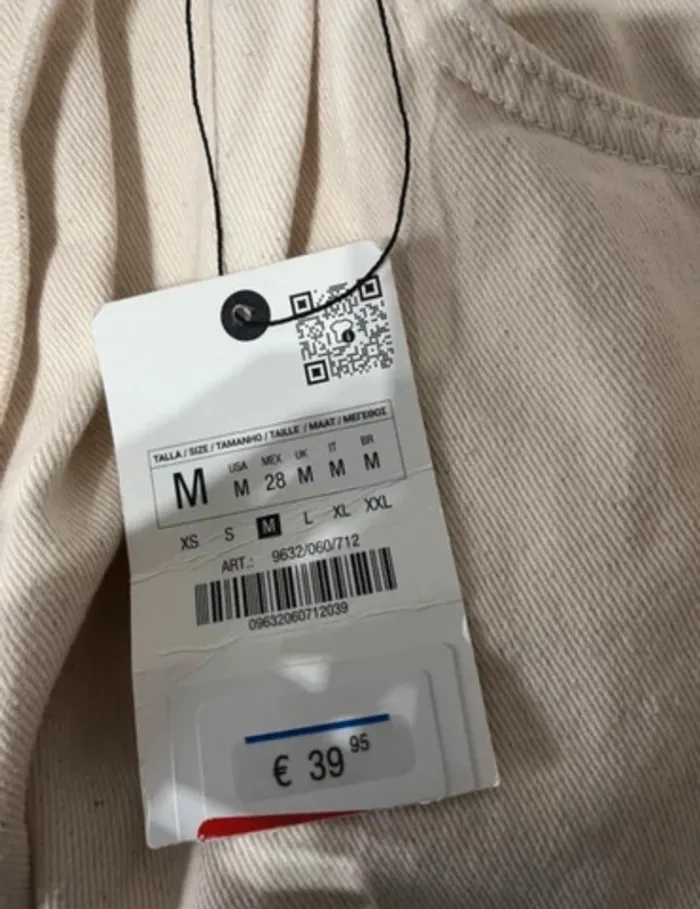 TALLA / SIZE / TAMANHO / TAILLE / MAAT / ΜΕΓΕΘΟΣ
M USA M MEX 28 UK M IT M BR M
XS S M L XL XXL
ART.: 9632/060/712
09632060712039
€ 39 95